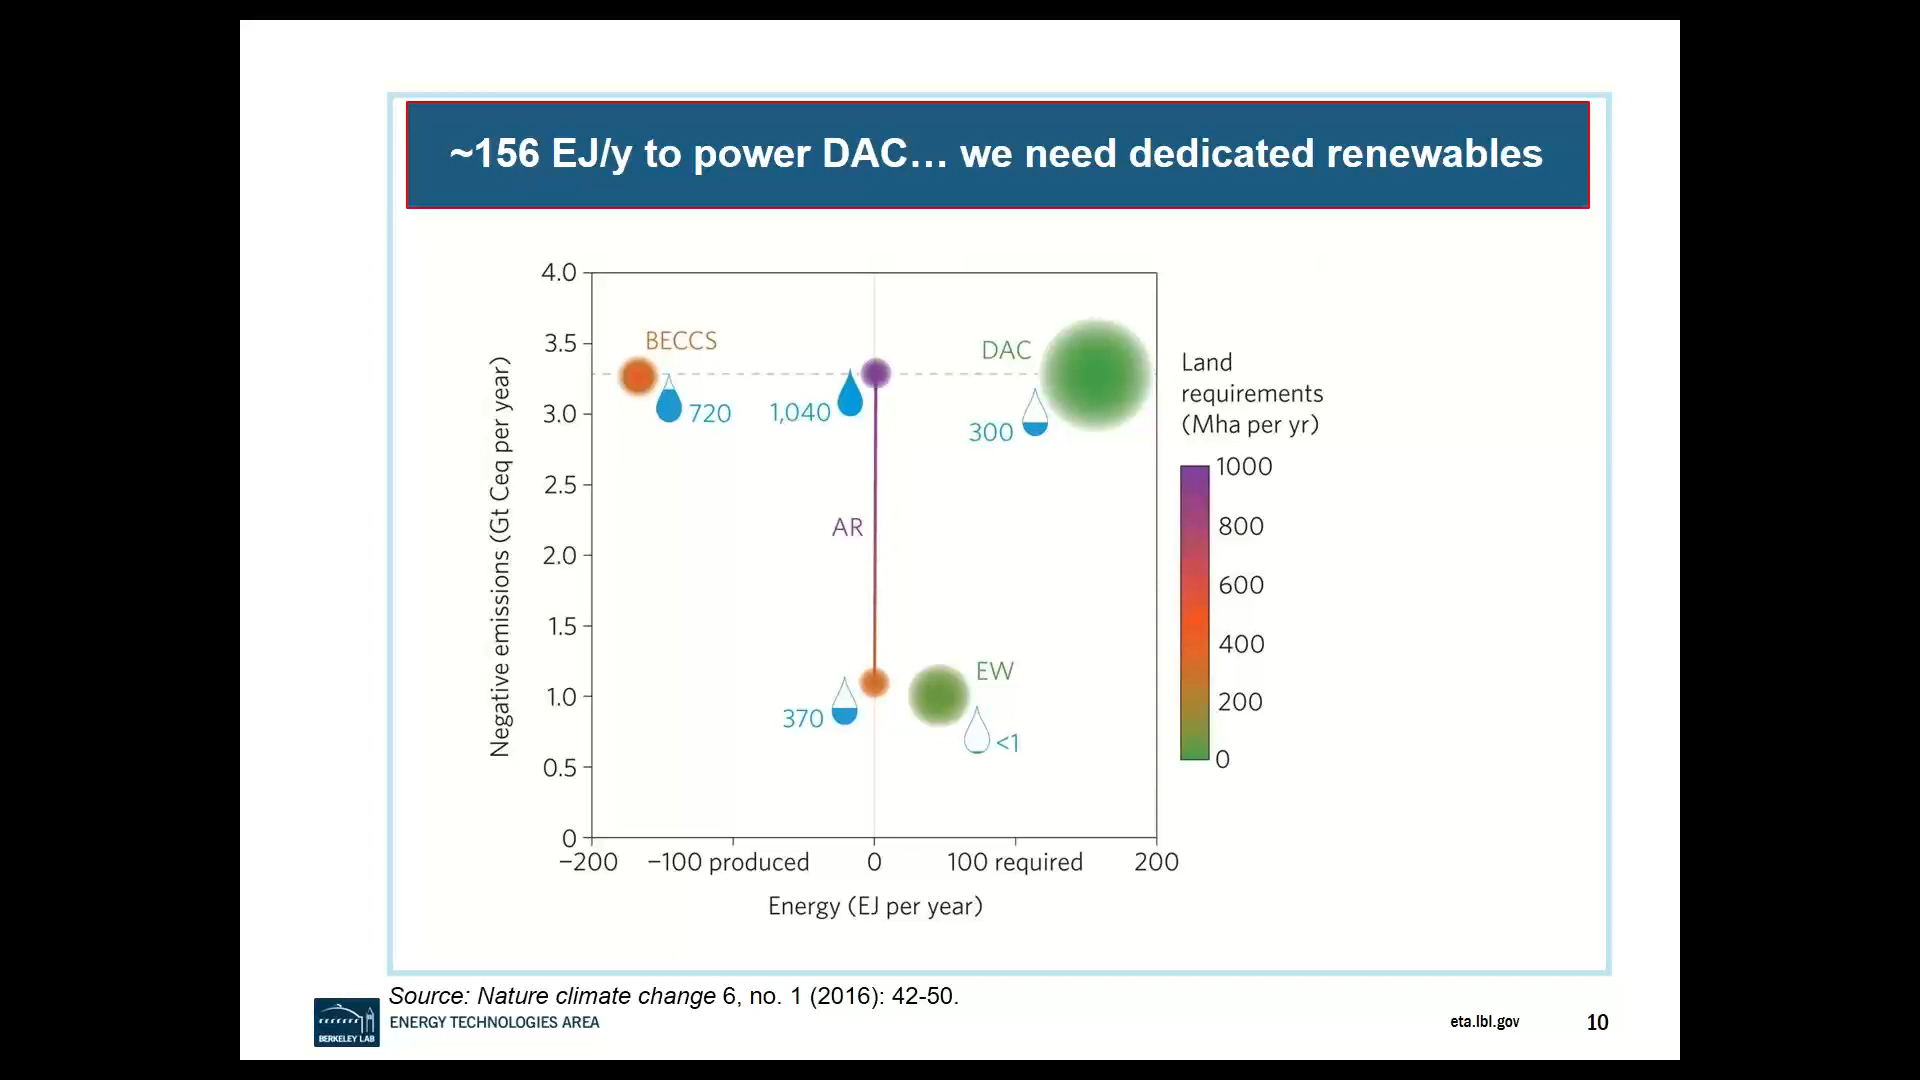 ~156 EJ/y to power DAC… we need dedicated renewables
4.0
3.5
3.0
2.5
2.0
1.5
1.0
0.5
0
Negative emissions (Gt Ceq per year)
BECCS
720
1,040
DAC
300
AR
370
EW
<1
−200
−100 produced
0
100 required
200
Energy (EJ per year)
Land
requirements
(Mha per yr)
1000
800
600
400
200
0
Source: Nature climate change 6, no. 1 (2016): 42-50.
BERKELEY LAB
ENERGY TECHNOLOGIES AREA
eta.lbl.gov
10